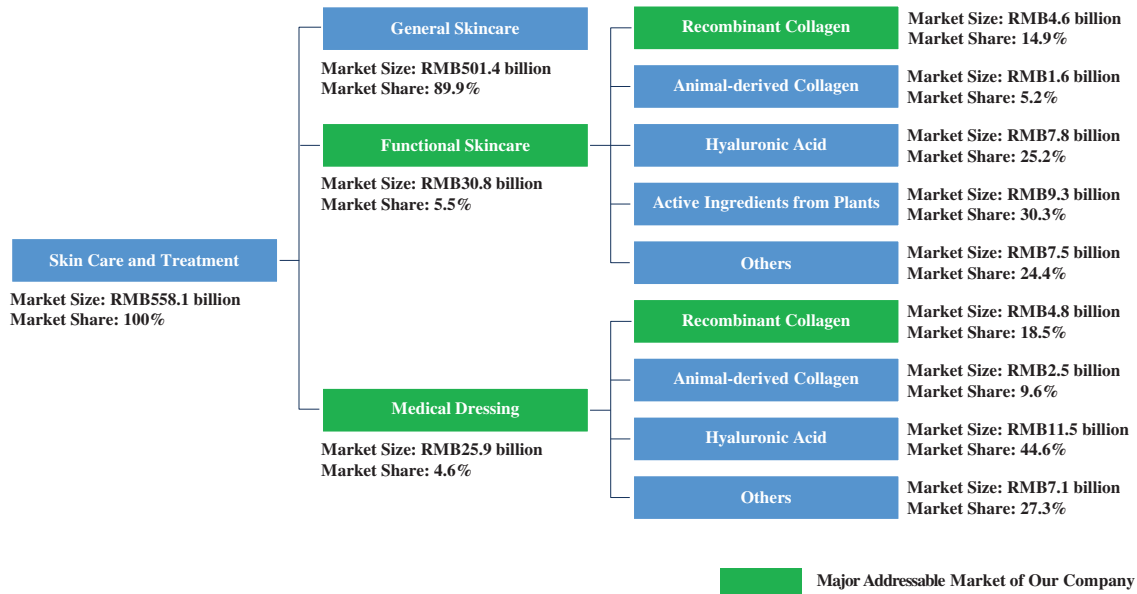 Skin Care and Treatment
Market Size: RMB558.1 billion
Market Share: 100%
General Skincare
Market Size: RMB501.4 billion
Market Share: 89.9%
Functional Skincare
Market Size: RMB30.8 billion
Market Share: 5.5%
Medical Dressing
Market Size: RMB25.9 billion
Market Share: 4.6%
Recombinant Collagen
Market Size: RMB4.6 billion
Market Share: 14.9%
Animal-derived Collagen
Market Size: RMB1.6 billion
Market Share: 5.2%
Hyaluronic Acid
Market Size: RMB7.8 billion
Market Share: 25.2%
Active Ingredients from Plants
Market Size: RMB9.3 billion
Market Share: 30.3%
Others
Market Size: RMB7.5 billion
Market Share: 24.4%
Recombinant Collagen
Market Size: RMB4.8 billion
Market Share: 18.5%
Animal-derived Collagen
Market Size: RMB2.5 billion
Market Share: 9.6%
Hyaluronic Acid
Market Size: RMB11.5 billion
Market Share: 44.6%
Others
Market Size: RMB7.1 billion
Market Share: 27.3%
Major Addressable Market of Our Company